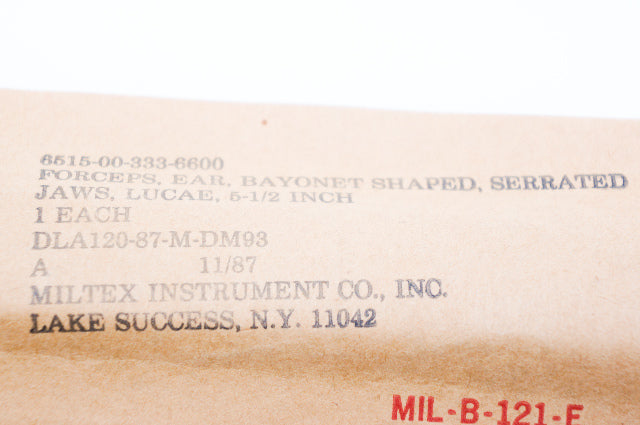 6515-00-333-6600
FORCEPS, EAR, BAYONET SHAPED, SERRATED
JAWS, LUCAE, 5-1/2 INCH
1 EACH
DLA120-87-M-DM93
A 11/87
MILTEX INSTRUMENT CO., INC.
LAKE SUCCESS, N.Y. 11042
MIL-B-121-E